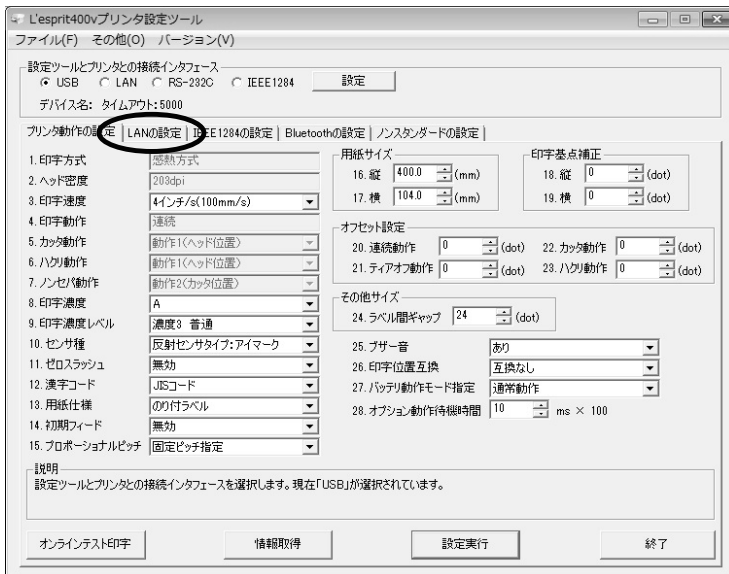 L'esprit400vプリンタ設定ツール
ファイル(F) その他(O) バージョン(V)
設定ツールとプリンタとの接続インタフェース
USB LAN RS-232C IEEE1284 設定
デバイス名: タイムアウト:5000
プリンタ動作の設定 LANの設定 IEEE1284の設定 Bluetoothの設定 ノンスタンダードの設定
1.印字方式 感熱方式
2.ヘッド密度 203dpi
3.印字速度 4インチ/s(100mm/s)
4.印字動作 連続
5.カッタ動作 動作1(ヘッド位置)
6.ハクリ動作 動作1(ヘッド位置)
7.ノンセパ動作 動作2(カッタ位置)
8.印字濃度 A
9.印字濃度レベル 濃度3 普通
10.センサ種 反射センサタイプ:アイマーク
11.ゼロスラッシュ 無効
12.漢字コード JISコード
13.用紙仕様 のり付ラベル
14.初期フィード 無効
15.プロポーショナルピッチ 固定ピッチ指定
用紙サイズ
16.縦 400.0 (mm)
17.横 104.0 (mm)
印字基点補正
18.縦 0 (dot)
19.横 0 (dot)
オフセット設定
20.連続動作 0 (dot) 22.カッタ動作 0 (dot)
21.ティアオフ動作 0 (dot) 23.ハクリ動作 0 (dot)
その他サイズ
24.ラベル間ギャップ 24 (dot)
25.ブザー音 あり
26.印字位置互換 互換なし
27.バッテリ動作モード指定 通常動作
28.オプション動作待機時間 10 ms × 100
説明
設定ツールとプリンタとの接続インタフェースを選択します。現在「USB」が選択されています。
オンラインテスト印字 情報取得 設定実行 終了